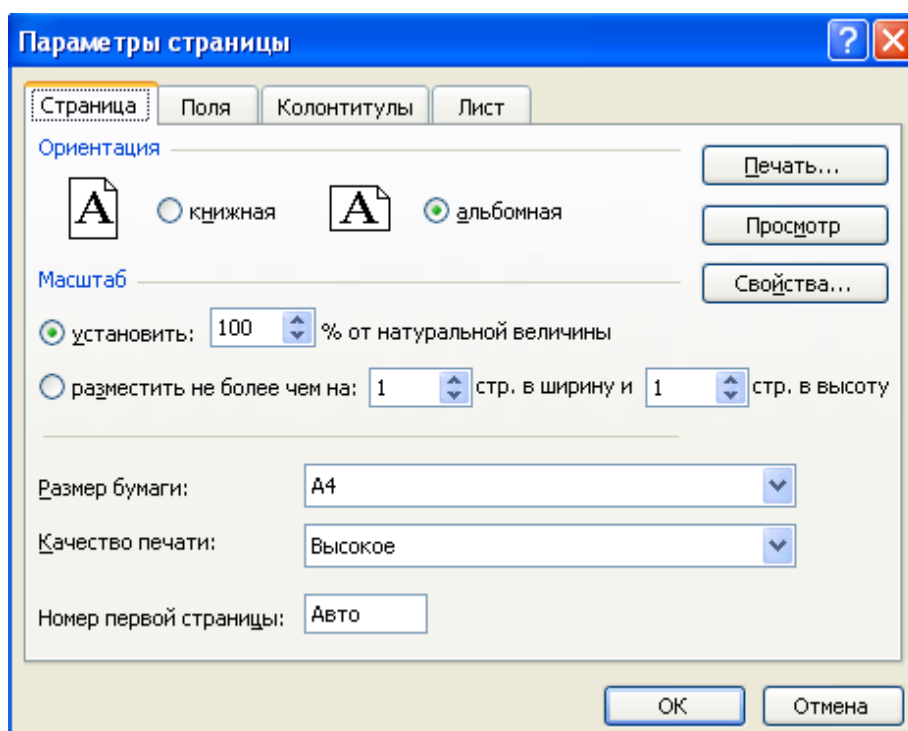 Параметры страницы
Страница Поля Колонтитулы Лист
Ориентация
Печать...
A книжная A альбомная
Просмотр
Масштаб
Свойства...
установить: 100 % от натуральной величины
разместить не более чем на: 1 стр. в ширину и 1 стр. в высоту
Размер бумаги: A4
Качество печати: Высокое
Номер первой страницы: Авто
ОК Отмена